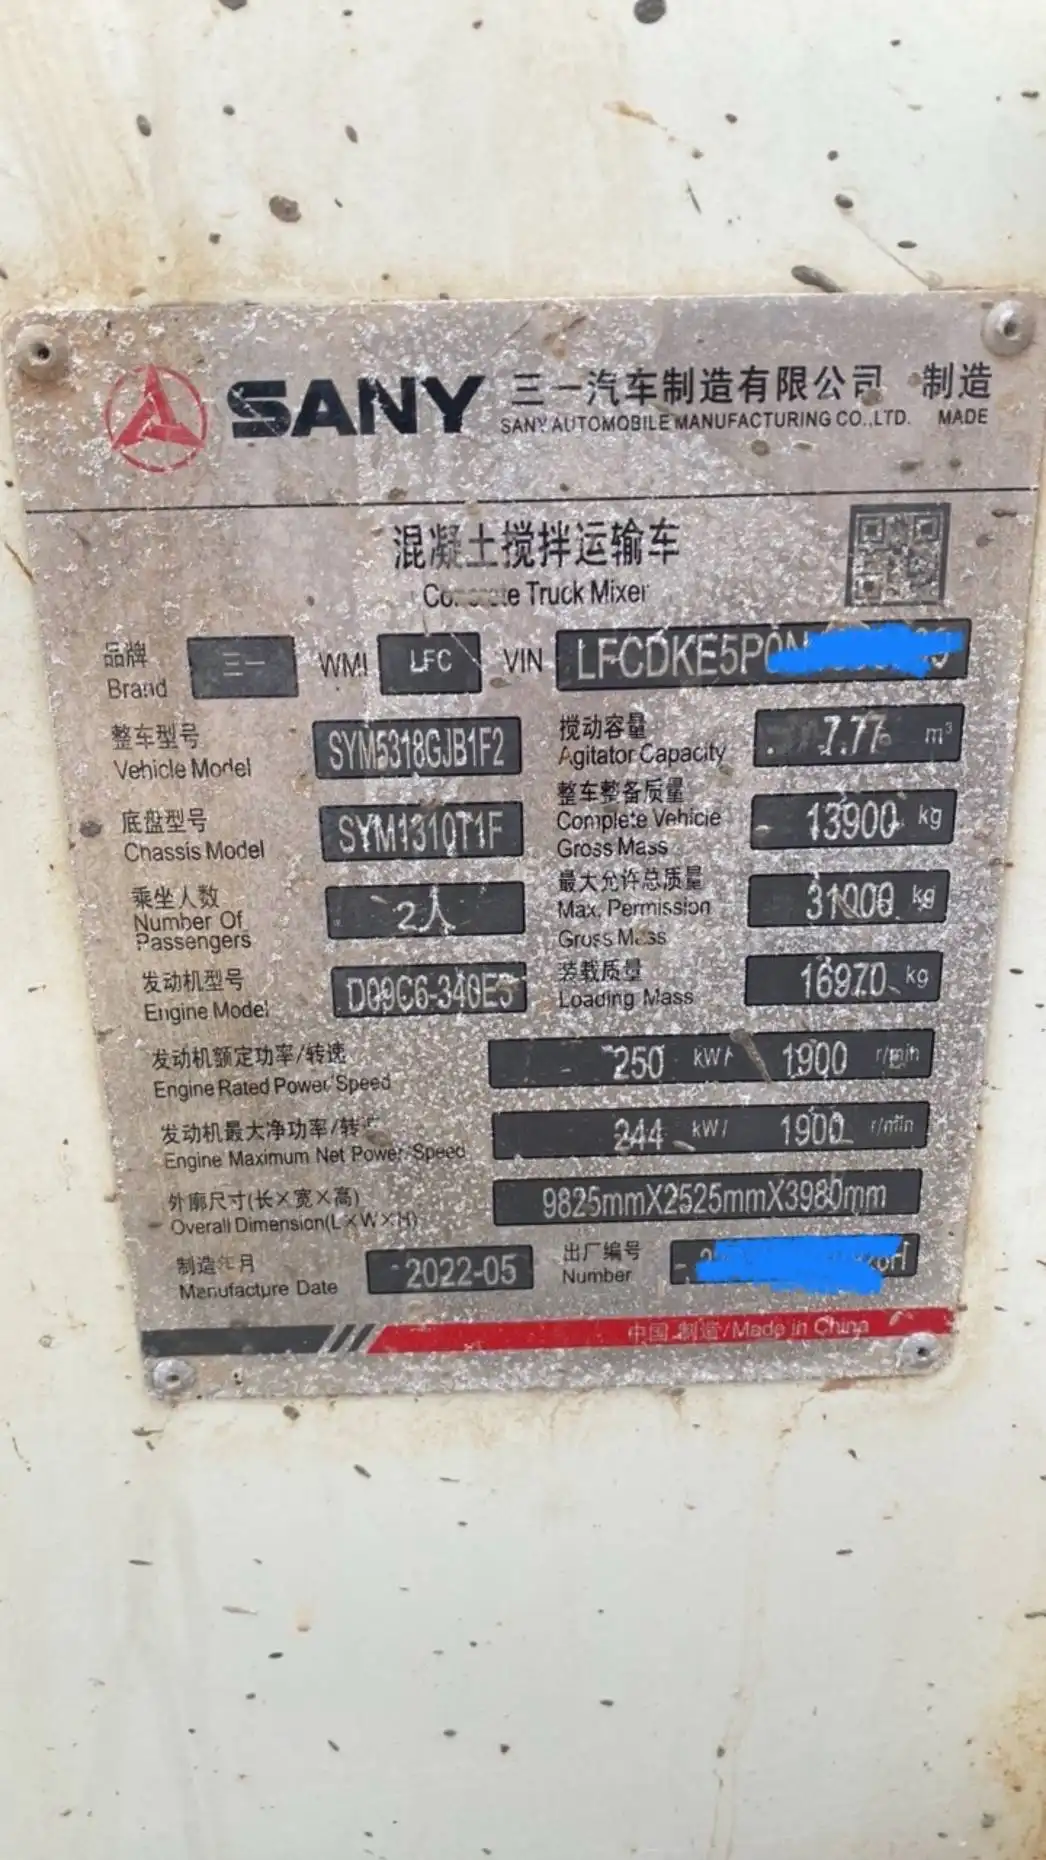 SANY 三一汽车制造有限公司 制造
SANY AUTOMOBILE MANUFACTURING CO.,LTD. MADE
混凝土搅拌运输车
Concrete Truck Mixer
品牌 三一 WMI LFC VIN LFCDKE5P0N
Brand
整车型号 SYM5318GJB1F2 搅动容量 7.77 m³
Vehicle Model Agitator Capacity
底盘型号 SYM1310T1F 整车整备质量 13900 kg
Chassis Model Complete Vehicle
Gross Mass
乘坐人数 2人 最大允许总质量 31000 kg
Number Of Max. Permission
Passengers Gross Mass
发动机型号 D09C6-340E3 装载质量 16970 kg
Engine Model Loading Mass
发动机额定功率/转速 250 kW/ 1900 r/min
Engine Rated Power/Speed
发动机最大净功率/转速 244 kW/ 1900 r/min
Engine Maximum Net Power/Speed
外廓尺寸(长×宽×高) 9825mmX2525mmX3980mm
Overall Dimension(L×W×H)
制造年月 2022-05 出厂编号
Manufacture Date Number
中国 制造/Made in China